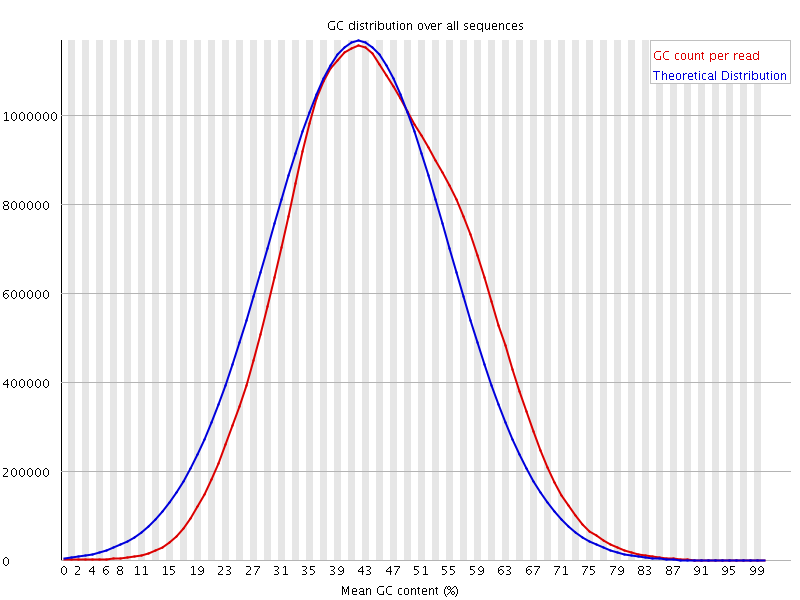 GC distribution over all sequences
GC count per read
Theoretical Distribution
1000000
800000
600000
400000
200000
0
0 2 4 6 8 11 15 19 23 27 31 35 39 43 47 51 55 59 63 67 71 75 79 83 87 91 95 99
Mean GC content (%)